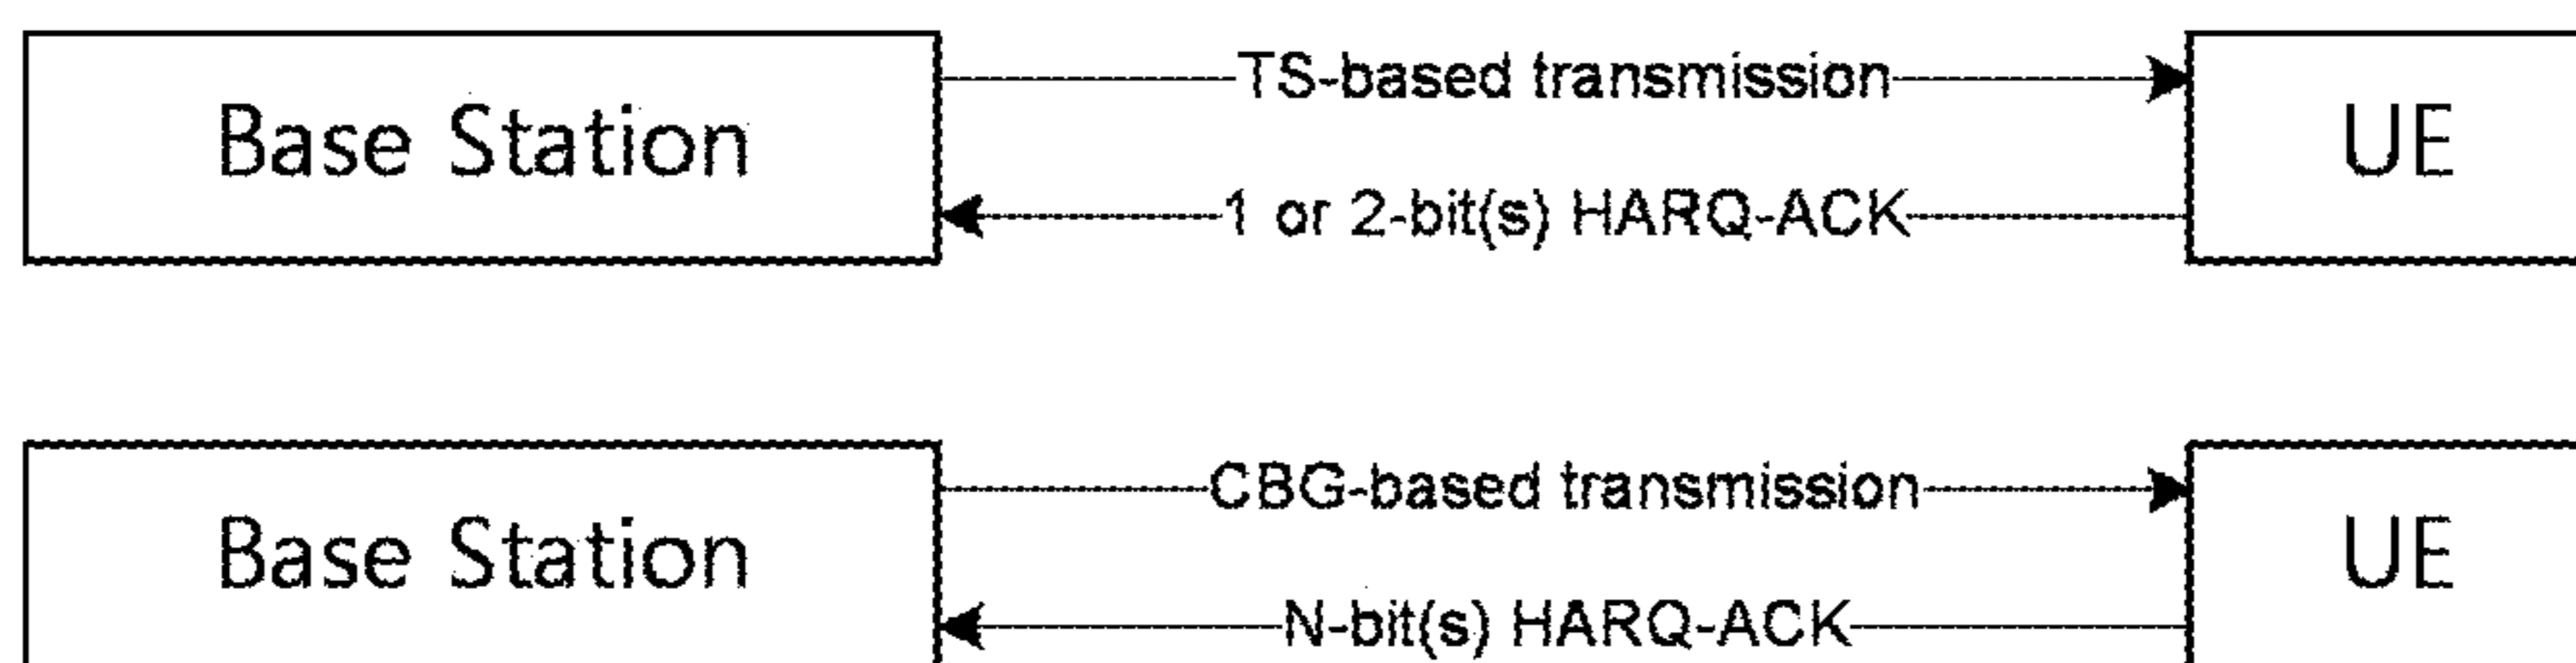 TS-based transmission
Base Station
UE
1 or 2-bit(s) HARQ-ACK
CBG-based transmission
Base Station
UE
N-bit(s) HARQ-ACK